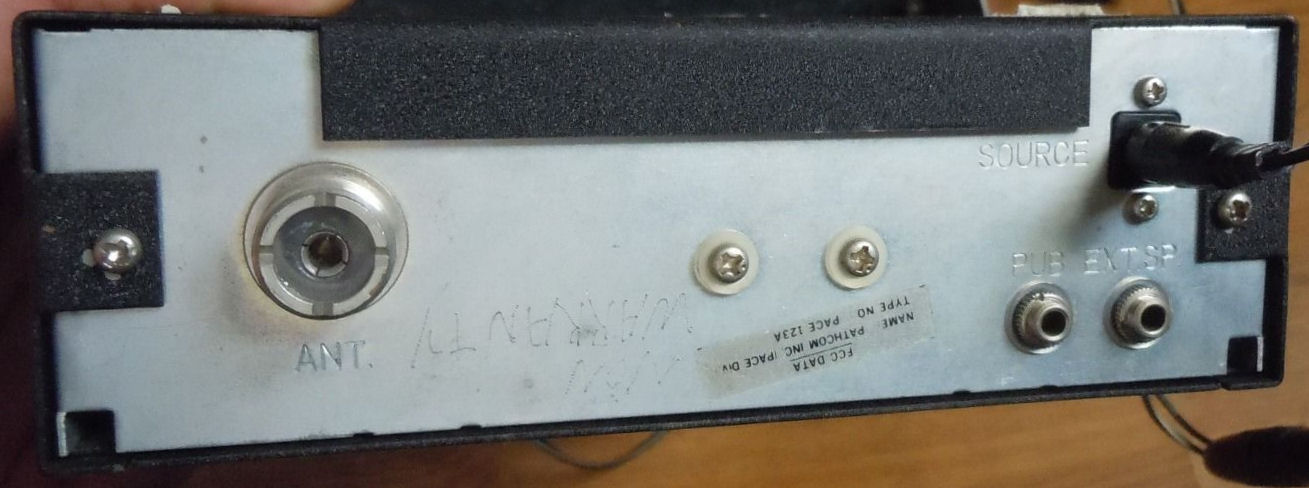 SOURCE
PUB EXT.SP.
ANT.
WARRANTY
FCC DATA
NAME PATHCOM INC (PACE Div
TYPE NO. PACE 123A